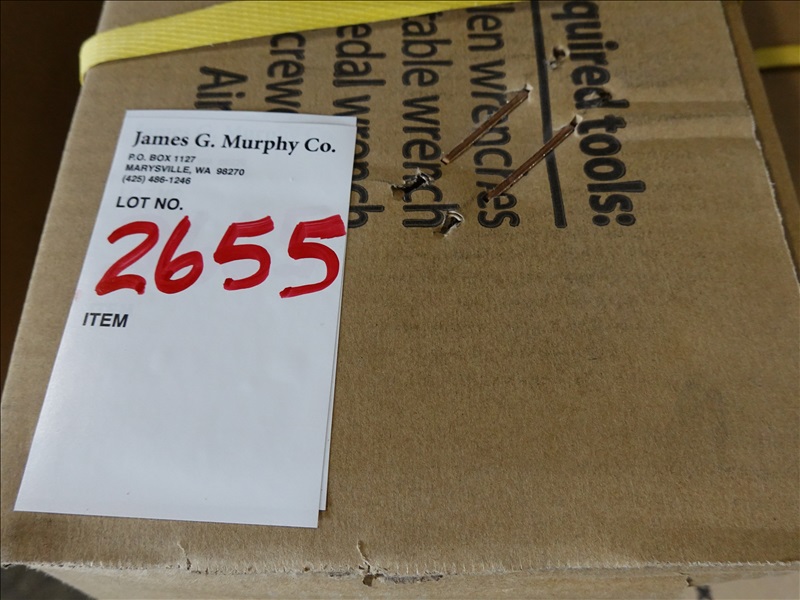 James G. Murphy Co.
P.O. BOX 1127
MARYSVILLE, WA 98270
(425) 486-1246
LOT NO.
2655
ITEM
quired tools:
len wrenches
table wrench
edal wrench
crew
Air